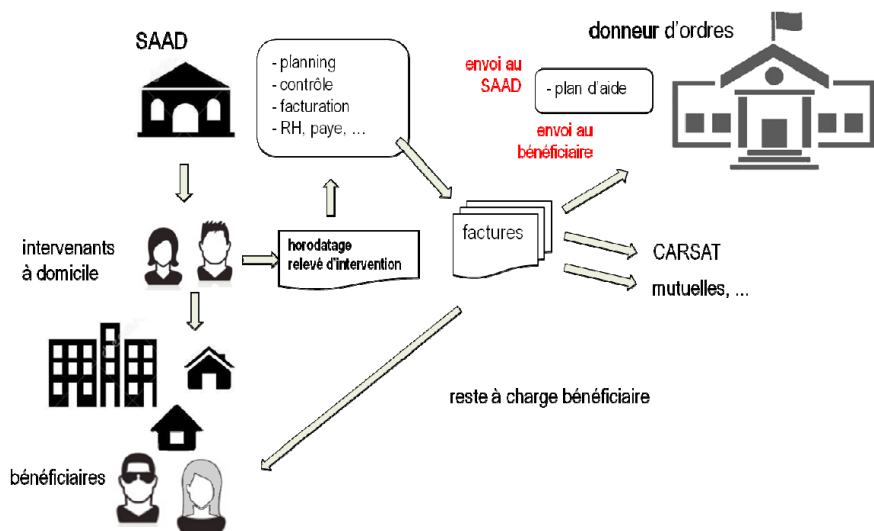 SAAD
- planning
- contrôle
- facturation
- RH, paye, ...
donneur d'ordres
envoi au
SAAD
- plan d'aide
envoi au
bénéficiaire
intervenants
à domicile
horodatage
relevé d'intervention
factures
CARSAT
mutuelles, ...
reste à charge bénéficiaire
bénéficiaires